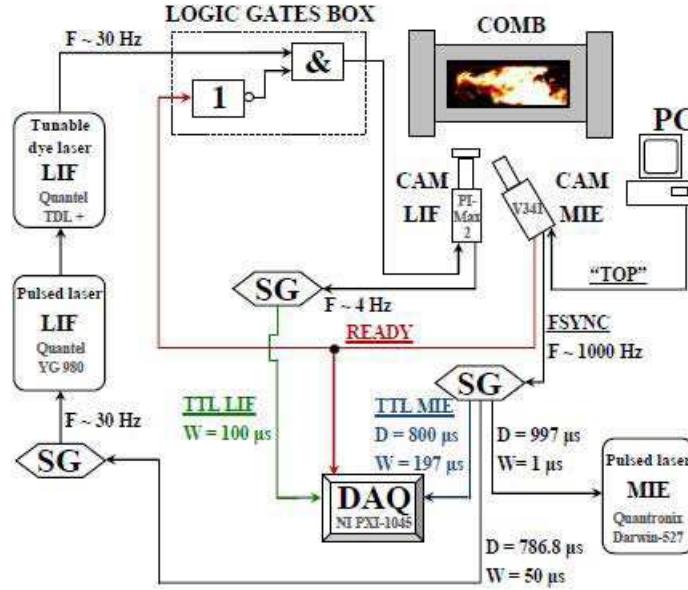 LOGIC GATES BOX
F ~ 30 Hz
COMB
&
1
PC
Tunable
dye laser
LIF
Quantel
TDL +
CAM
LIF
PI-
Max
2
V341
CAM
MIE
"TOP"
SG
F ~ 4 Hz
Pulsed laser
LIF
Quantel
YG 980
READY
FSYNC
F ~ 1000 Hz
SG
TTL LIF
W = 100 µs
TTL MIE
D = 800 µs
W = 197 µs
D = 997 µs
W= 1 µs
F ~ 30 Hz
SG
DAQ
NI PXI-1045
Pulsed laser
MIE
Quantronix
Darwin-527
D = 786.8 µs
W = 50 µs